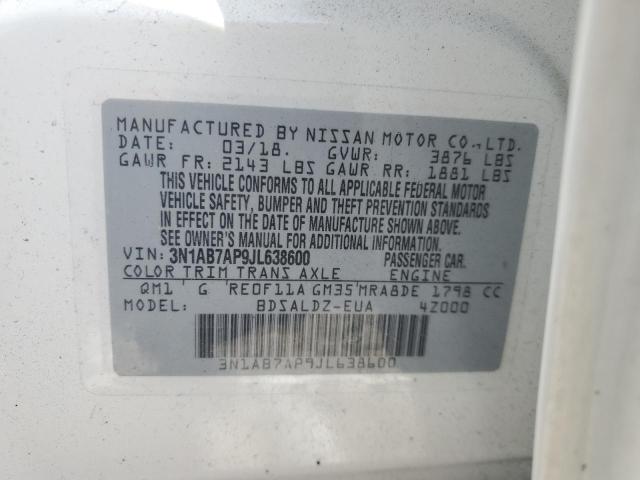 MANUFACTURED BY NISSAN MOTOR CO., LTD.
DATE: 03/18. GVWR: 3876 LBS
GAWR FR: 2143 LBS GAWR RR: 1881 LBS
THIS VEHICLE CONFORMS TO ALL APPLICABLE FEDERAL MOTOR
VEHICLE SAFETY, BUMPER AND THEFT PREVENTION STANDARDS
IN EFFECT ON THE DATE OF MANUFACTURE SHOWN ABOVE.
SEE OWNER'S MANUAL FOR ADDITIONAL INFORMATION.
VIN: 3N1AB7AP9JL638600 PASSENGER CAR.
COLOR TRIM TRANS AXLE ENGINE
QM1 G RE0F11A GM35 MRA8DE 1798 CC
MODEL: BDSALDZ-EUA 4Z000
3N1AB7AP9JL638600